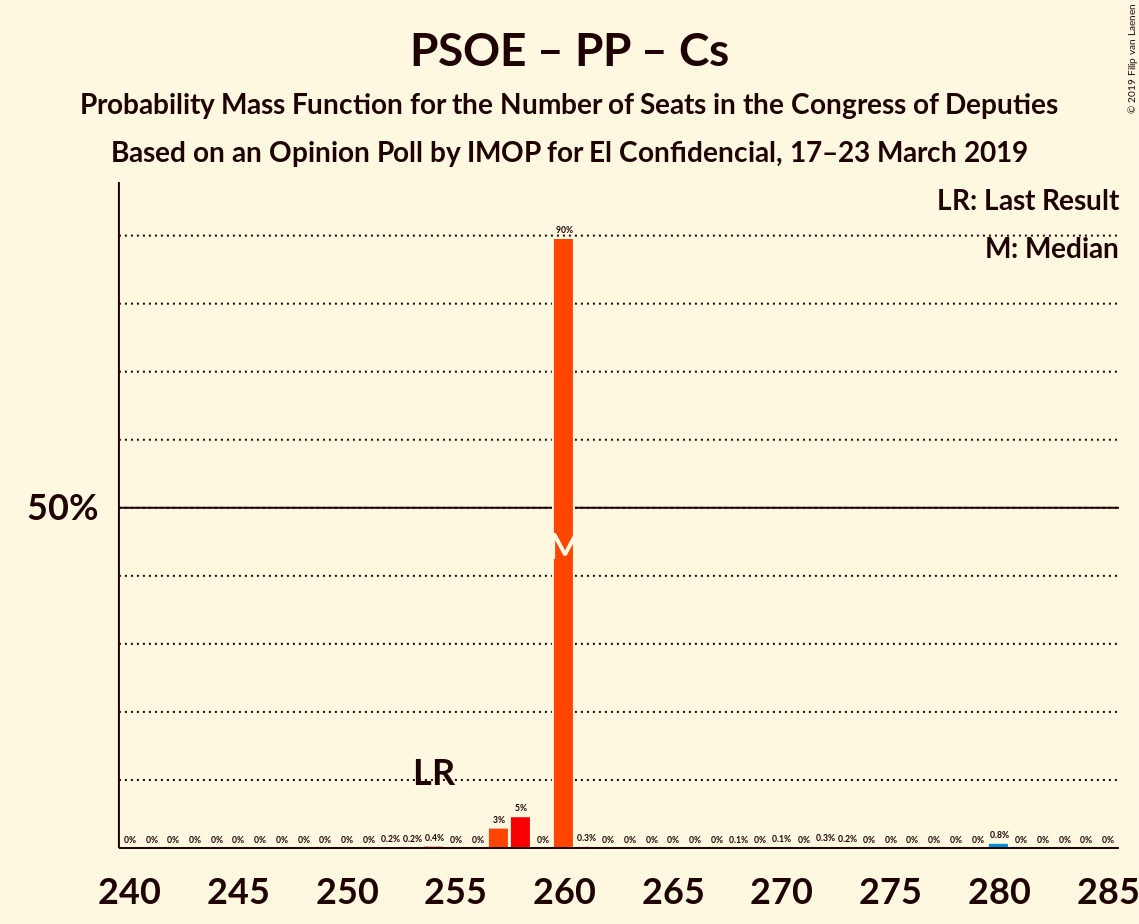 PSOE – PP – Cs
Probability Mass Function for the Number of Seats in the Congress of Deputies
Based on an Opinion Poll by IMOP for El Confidencial, 17–23 March 2019
© 2019 Filip van Laenen
LR: Last Result
M: Median
90%
50%
M
LR
5%
3%
0% 0% 0% 0% 0% 0% 0% 0% 0% 0% 0% 0% 0.2% 0.2% 0.4% 0% 0% 0% 0.3% 0% 0% 0% 0% 0% 0% 0.1% 0% 0.1% 0% 0.3% 0.2% 0% 0% 0% 0% 0% 0% 0.8% 0% 0% 0% 0% 0%
240 245 250 255 260 265 270 275 280 285